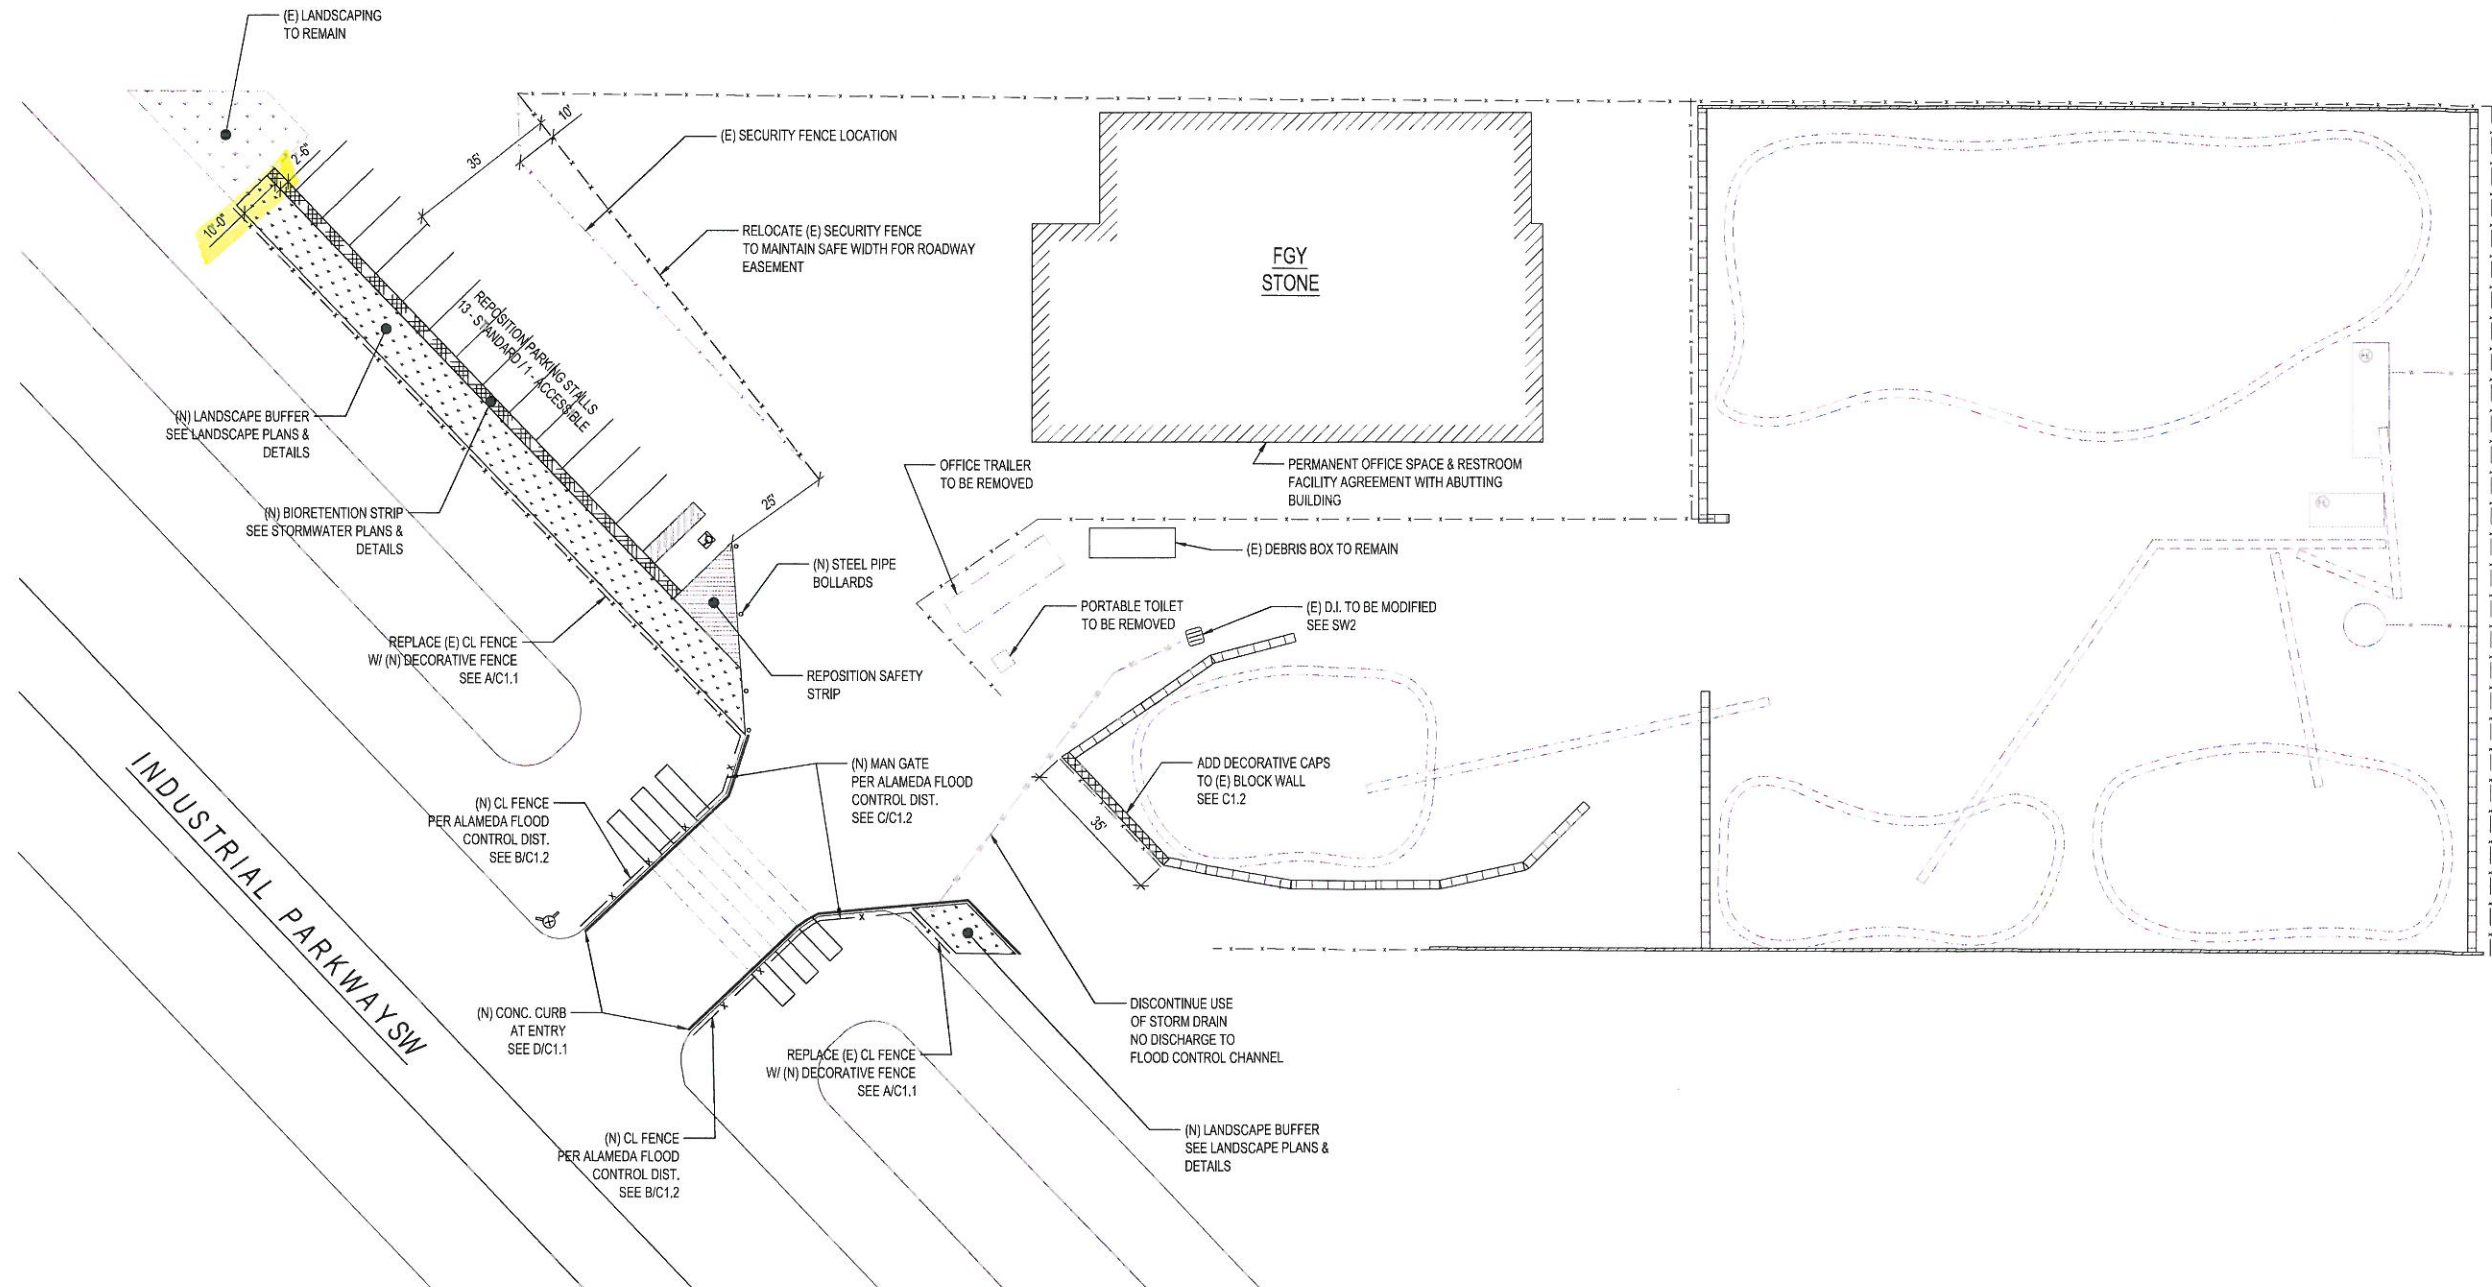 (E) LANDSCAPING
TO REMAIN
10'
2-6"
35'
(E) SECURITY FENCE LOCATION
10'-0"
RELOCATE (E) SECURITY FENCE
TO MAINTAIN SAFE WIDTH FOR ROADWAY
EASEMENT
FGY
STONE
REPOSITION PARKING STALLS
13 - STANDARD / 1 - ACCESSIBLE
(N) LANDSCAPE BUFFER
SEE LANDSCAPE PLANS &
DETAILS
(N) BIORETENTION STRIP
SEE STORMWATER PLANS &
DETAILS
25'
OFFICE TRAILER
TO BE REMOVED
PERMANENT OFFICE SPACE & RESTROOM
FACILITY AGREEMENT WITH ABUTTING
BUILDING
(E) DEBRIS BOX TO REMAIN
(N) STEEL PIPE
BOLLARDS
PORTABLE TOILET
TO BE REMOVED
(E) D.I. TO BE MODIFIED
SEE SW2
REPLACE (E) CL FENCE
W/ (N) DECORATIVE FENCE
SEE A/C1.1
REPOSITION SAFETY
STRIP
INDUSTRIAL PARKWAYSW
(N) MAN GATE
PER ALAMEDA FLOOD
CONTROL DIST.
SEE C/C1.2
ADD DECORATIVE CAPS
TO (E) BLOCK WALL
SEE C1.2
35'
(N) CL FENCE
PER ALAMEDA FLOOD
CONTROL DIST.
SEE B/C1.2
(N) CONC. CURB
AT ENTRY
SEE D/C1.1
REPLACE (E) CL FENCE
W/ (N) DECORATIVE FENCE
SEE A/C1.1
DISCONTINUE USE
OF STORM DRAIN
NO DISCHARGE TO
FLOOD CONTROL CHANNEL
(N) CL FENCE
PER ALAMEDA FLOOD
CONTROL DIST.
SEE B/C1.2
(N) LANDSCAPE BUFFER
SEE LANDSCAPE PLANS &
DETAILS